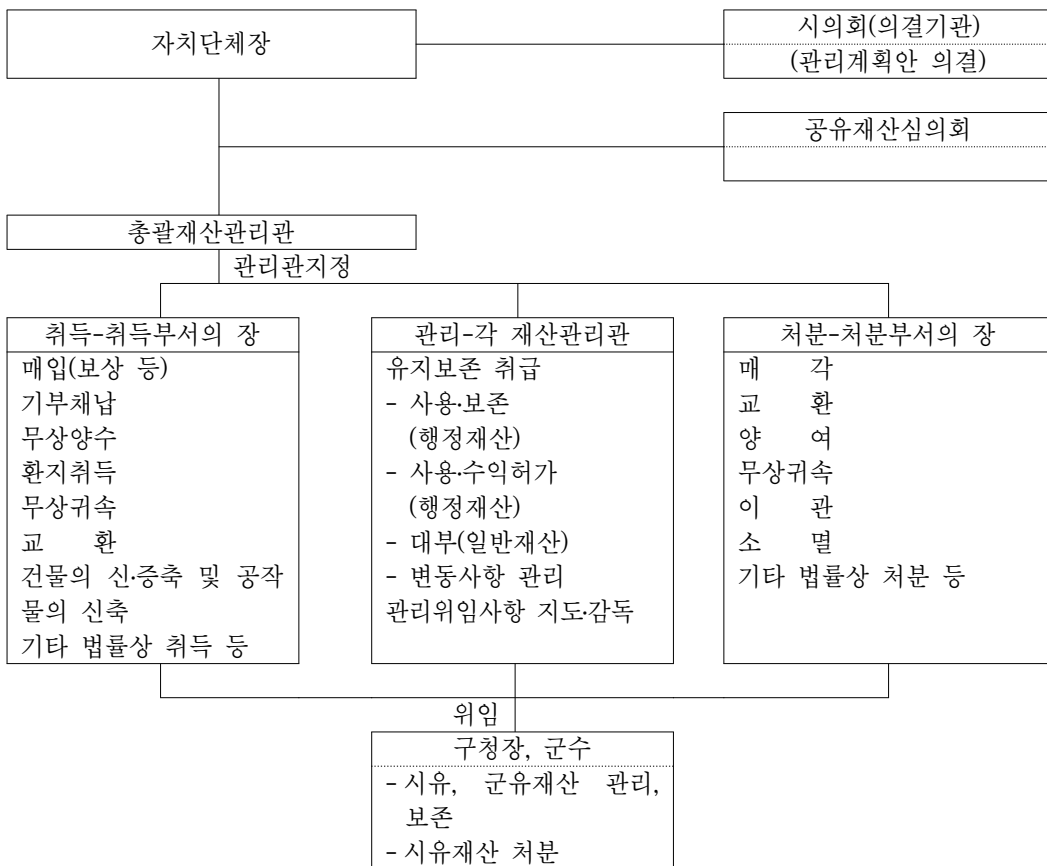 자치단체장
시의회(의결기관)
(관리계획안 의결)
공유재산심의회
총괄재산관리관
관리관지정
취득-취득부서의 장
매입(보상 등)
기부채납
무상양수
환지취득
무상귀속
교 환
건물의 신·증축 및 공작
물의 신축
기타 법률상 취득 등
관리-각 재산관리관
유지보존 취급
- 사용·보존
(행정재산)
- 사용·수익허가
(행정재산)
- 대부(일반재산)
- 변동사항 관리
관리위임사항 지도·감독
처분-처분부서의 장
매 각
교 환
양 여
무상귀속
이 관
소 멸
기타 법률상 처분 등
위임
구청장, 군수
- 시유, 군유재산 관리,
보존
- 시유재산 처분